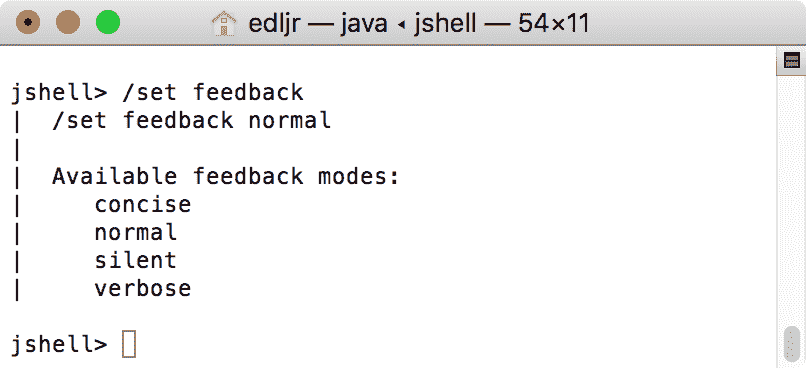 edljr — java ◂ jshell — 54×11
jshell> /set feedback
|  /set feedback normal
|
|  Available feedback modes:
|     concise
|     normal
|     silent
|     verbose
jshell>